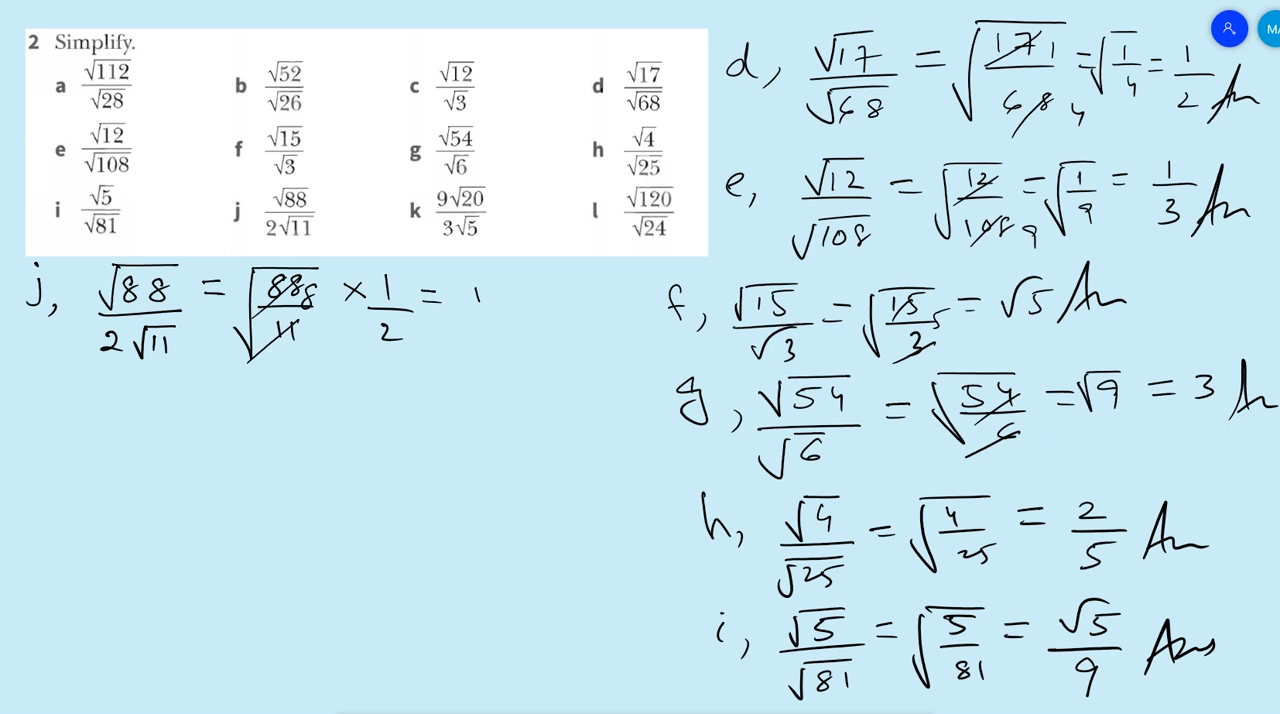 2 Simplify.
a √112/√28 b √52/√26 c √12/√3 d √17/√68
e √12/√108 f √15/√3 g √54/√6 h √4/√25
i √5/√81 j √88/2√11 k 9√20/3√5 l √120/√24
MA
d, √17/√68 = √(17 1/68 4) = √(1/4) = 1/2 An
e, √12/√108 = √(12/108 9) = √(1/9) = 1/3 An
j, √88/2√11 = √(88 8/11) × 1/2 = 1
f, √15/√3 = √(15 5/3) = √5 An
g, √54/√6 = √(54/6) = √9 = 3 An
h, √4/√25 = √(4/25) = 2/5 An
i, √5/√81 = √(5/81) = √5/9 Ans